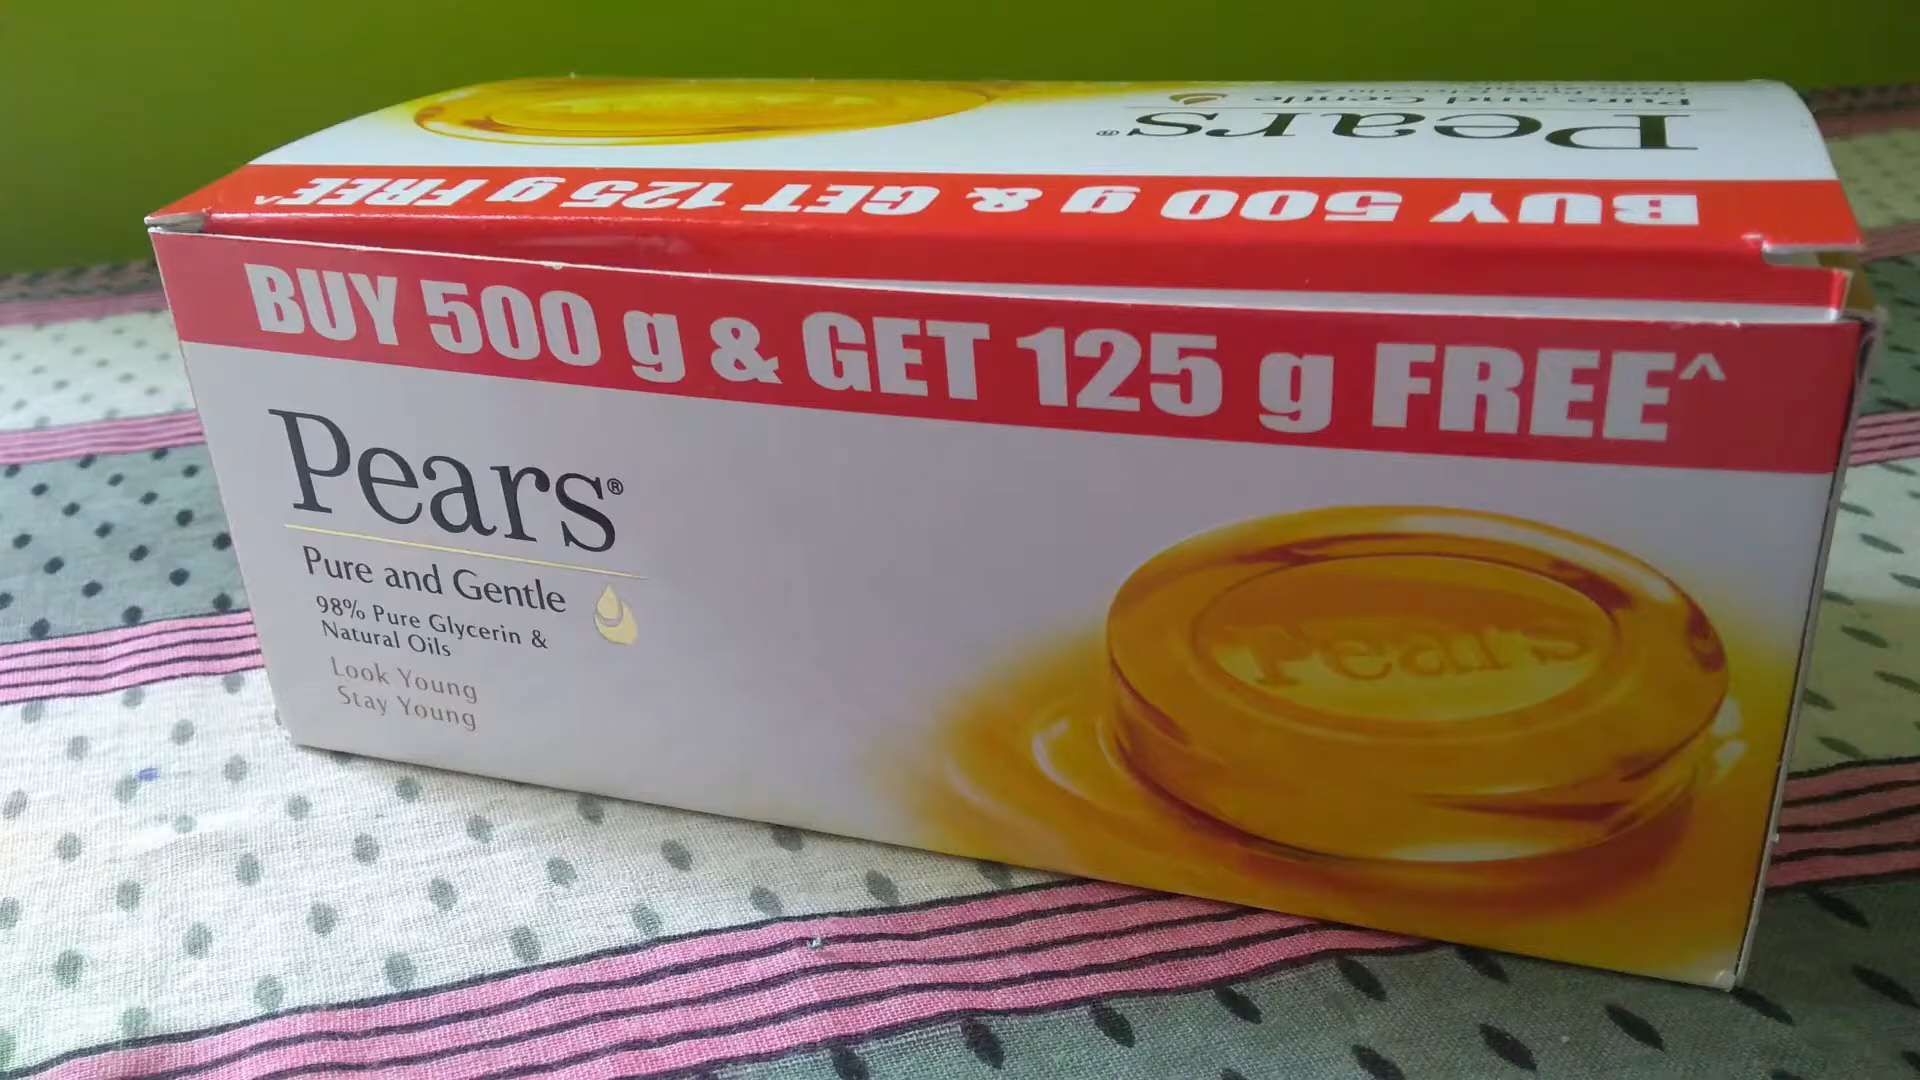 Pears®
Pure and Gentle
BUY 500 g & GET 125 g FREE^
BUY 500 g & GET 125 g FREE^
Pears®
Pure and Gentle
98% Pure Glycerin &
Natural Oils
Look Young
Stay Young
Pears